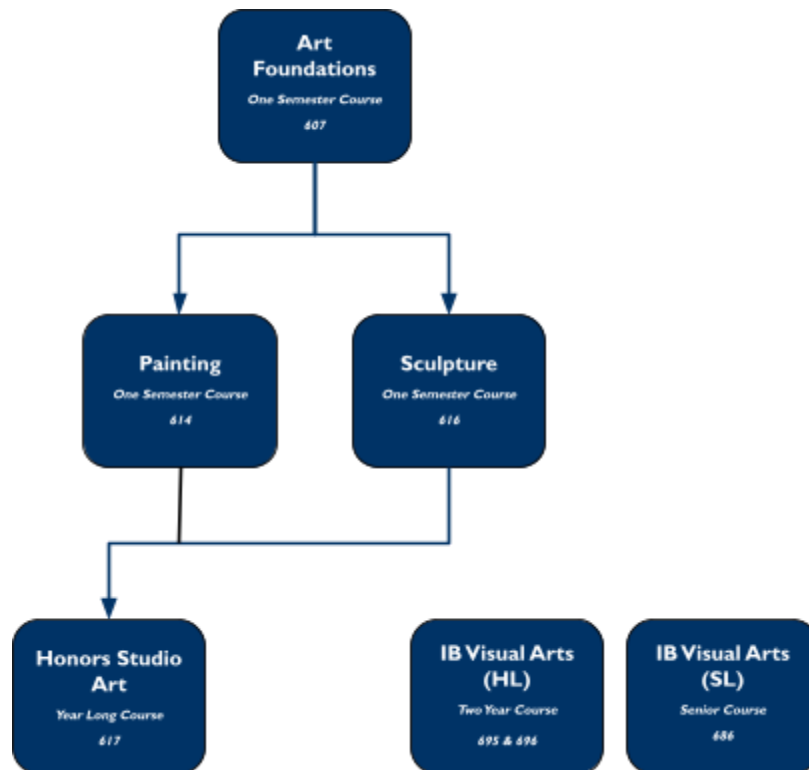 Art
Foundations
One Semester Course
607
Painting
One Semester Course
614
Sculpture
One Semester Course
616
Honors Studio
Art
Year Long Course
617
IB Visual Arts
(HL)
Two Year Course
695 & 696
IB Visual Arts
(SL)
Senior Course
686